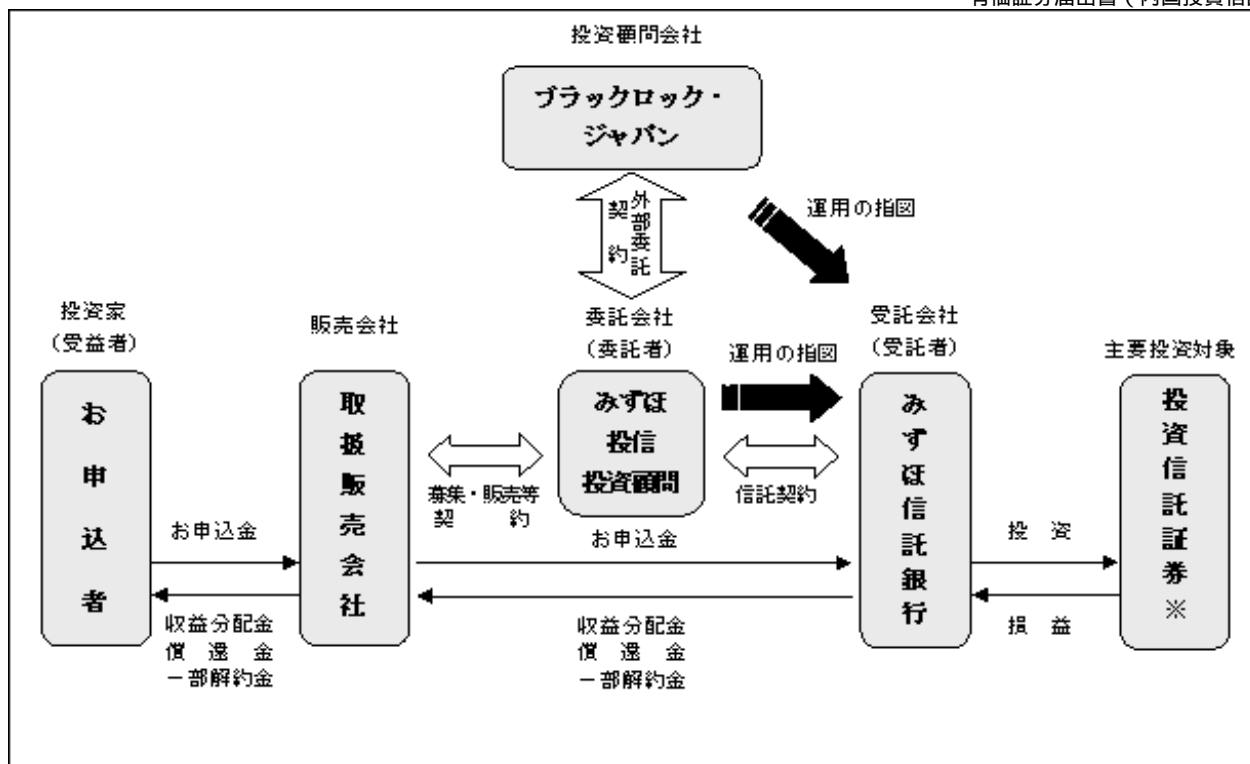 有価証券届出書（内国投資信
投資顧問会社
ブラックロック・
ジャパン
外部委託
契約
運用の指図
投資家
（受益者）
販売会社
委託会社
（委託者）
受託会社
（受託者）
主要投資対象
お申込者
取扱販売会社
みずほ
投信
投資顧問
運用の指図
みずほ信託銀行
投資信託証券※
募集・販売等
契約
信託契約
お申込金
お申込金
投資
収益分配金
償還金
一部解約金
収益分配金
償還金
一部解約金
損益